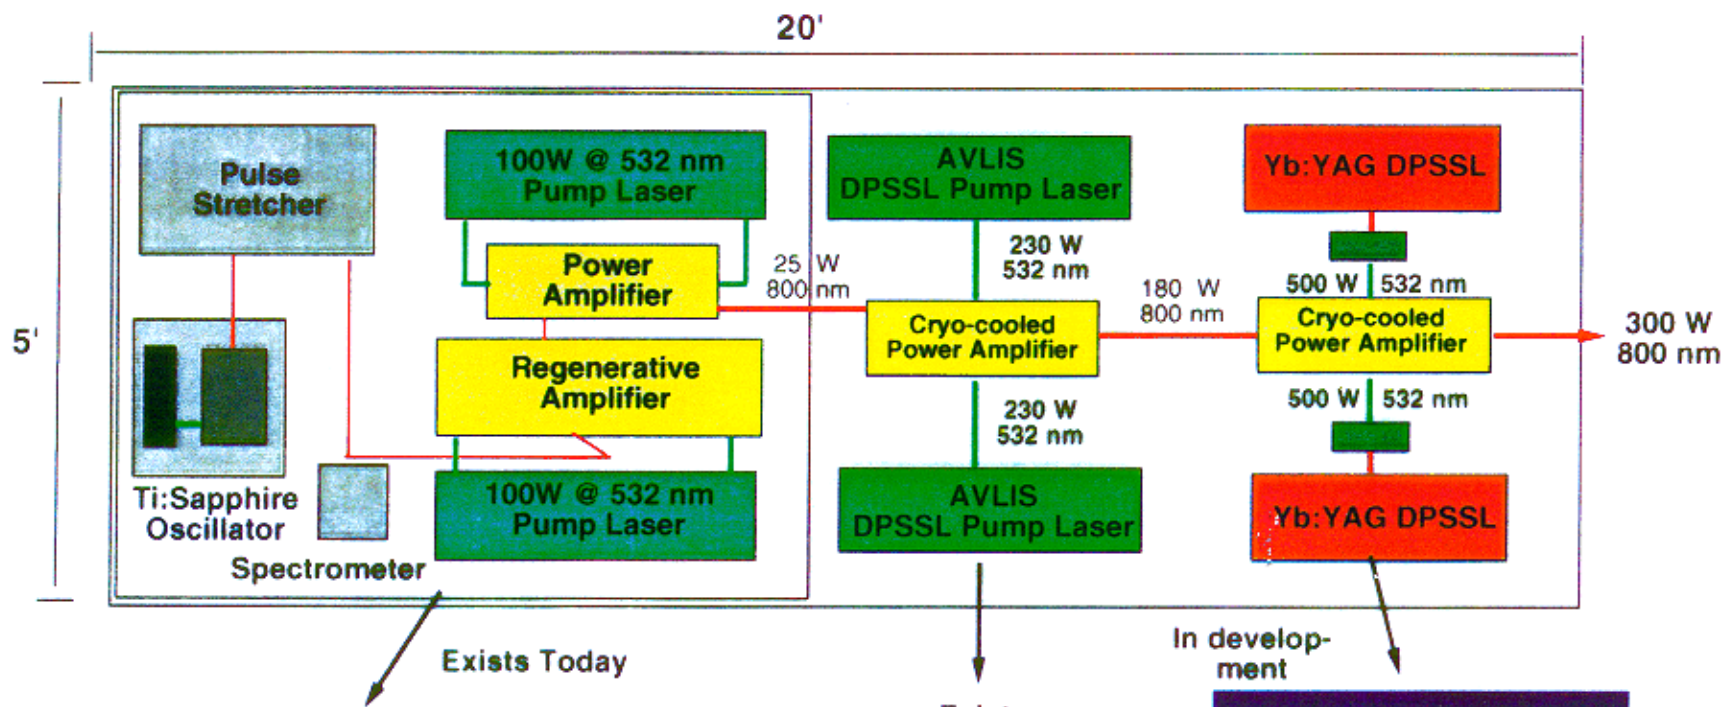 20'
5'
Pulse
Stretcher
100W @ 532 nm
Pump Laser
AVLIS
DPSSL Pump Laser
Yb:YAG DPSSL
Power
Amplifier
25 W
800 nm
230 W
532 nm
180 W
800 nm
500 W 532 nm
Cryo-cooled
Power Amplifier
Cryo-cooled
Power Amplifier
300 W
800 nm
Regenerative
Amplifier
230 W
532 nm
500 W 532 nm
Ti:Sapphire
Oscillator
Spectrometer
100W @ 532 nm
Pump Laser
AVLIS
DPSSL Pump Laser
Yb:YAG DPSSL
Exists Today
In develop-
ment